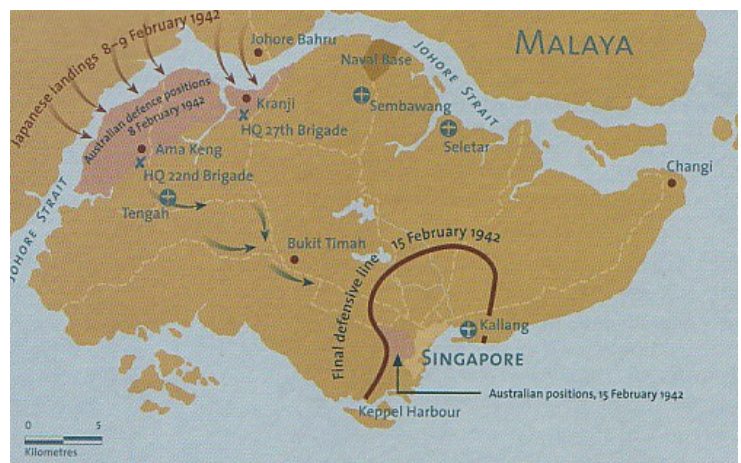 Japanese landings 8–9 February 1942
Johore Bahru
MALAYA
Naval Base
JOHORE STRAIT
Australian defence positions
8 February 1942
Kranji
HQ 27th Brigade
Sembawang
Seletar
Ama Keng
HQ 22nd Brigade
Changi
JOHORE STRAIT
Tengah
Bukit Timah
Final defensive line 15 February 1942
Kallang
SINGAPORE
Australian positions, 15 February 1942
Keppel Harbour
0 5
Kilometres